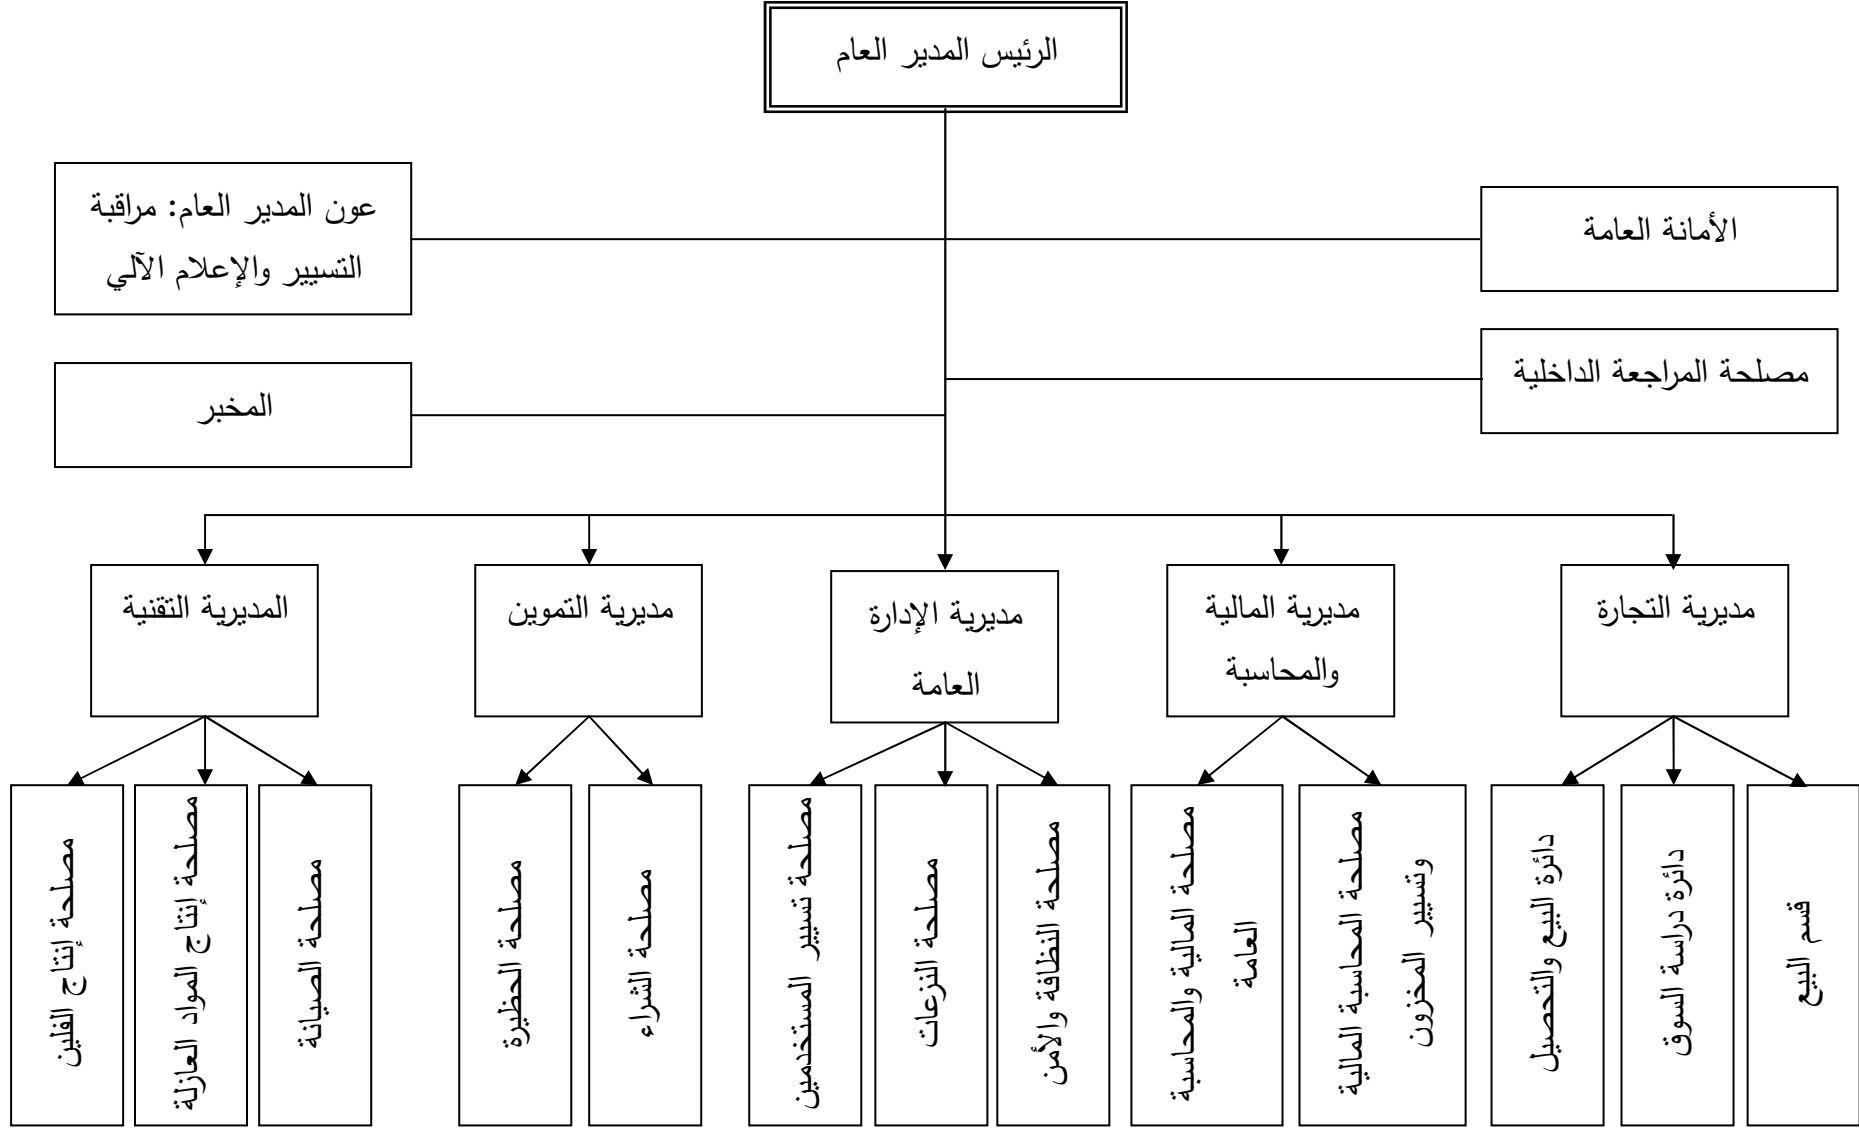 الرئيس المدير العام
الأمانة العامة
عون المدير العام: مراقبة
التسيير والإعلام الآلي
مصلحة المراجعة الداخلية
المخبر
مديرية التجارة
مديرية المالية
والمحاسبة
مديرية الإدارة
العامة
مديرية التموين
المديرية التقنية
قسم البيع
دائرة دراسة السوق
دائرة البيع والتحصيل
مصلحة المحاسبة المالية
وتسيير المخزون
مصلحة المالية والمحاسبة
العامة
مصلحة النظافة والأمن
مصلحة النزعات
مصلحة تسيير المستخدمين
مصلحة الشراء
مصلحة الحظيرة
مصلحة الصيانة
مصلحة إنتاج المواد العازلة
مصلحة إنتاج الفلين